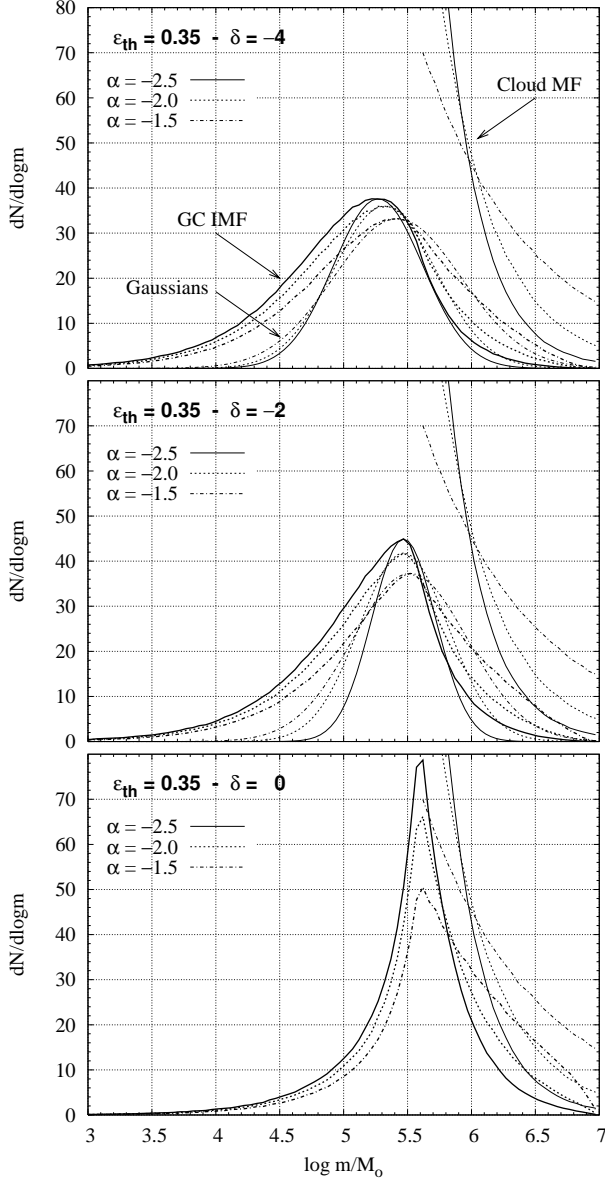 80
70
60
50
40
30
20
10
0
dN/dlogm
εth = 0.35 - δ = −4
α = −2.5
α = −2.0
α = −1.5
Cloud MF
GC IMF
Gaussians
70
60
50
40
30
20
10
0
dN/dlogm
εth = 0.35 - δ = −2
α = −2.5
α = −2.0
α = −1.5
70
60
50
40
30
20
10
0
dN/dlogm
εth = 0.35 - δ = 0
α = −2.5
α = −2.0
α = −1.5
3 3.5 4 4.5 5 5.5 6 6.5 7
log m/Mo